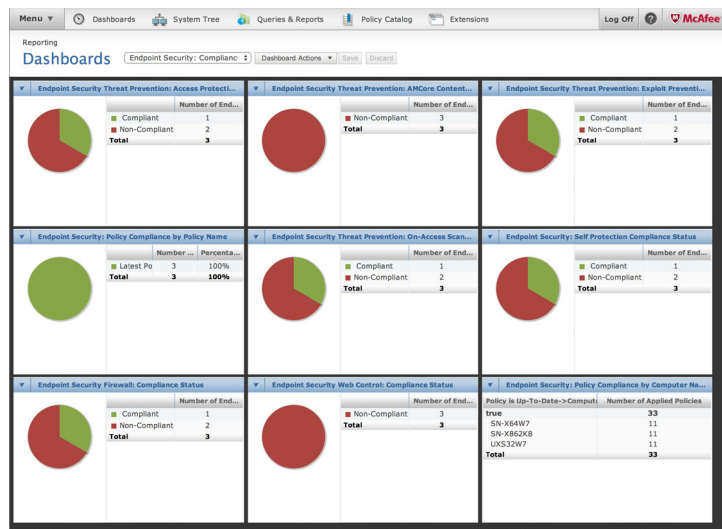 Menu ▼ Dashboards System Tree Queries & Reports Policy Catalog Extensions Log Off ? McAfee
Reporting
Dashboards Endpoint Security: Complianc Dashboard Actions ▼ Save Discard
Endpoint Security Threat Prevention: Access Protecti...
Number of End...
Compliant 1
Non-Compliant 2
Total 3
Endpoint Security Threat Prevention: AMCore Content...
Number of End...
Non-Compliant 3
Total 3
Endpoint Security Threat Prevention: Exploit Preventi...
Number of End...
Compliant 1
Non-Compliant 2
Total 3
Endpoint Security: Policy Compliance by Policy Name
Number ... Percenta...
Latest Po 3 100%
Total 3 100%
Endpoint Security Threat Prevention: On-Access Scan...
Number of End...
Compliant 1
Non-Compliant 2
Total 3
Endpoint Security: Self Protection Compliance Status
Number of End...
Compliant 1
Non-Compliant 2
Total 3
Endpoint Security Firewall: Compliance Status
Number of End...
Compliant 1
Non-Compliant 2
Total 3
Endpoint Security Web Control: Compliance Status
Number of End...
Non-Compliant 3
Total 3
Endpoint Security: Policy Compliance by Computer Na...
Policy is Up-To-Date->Comput Number of Applied Policies
true 33
SN-X64W7 11
SN-X862K8 11
UXS32W7 11
Total 33